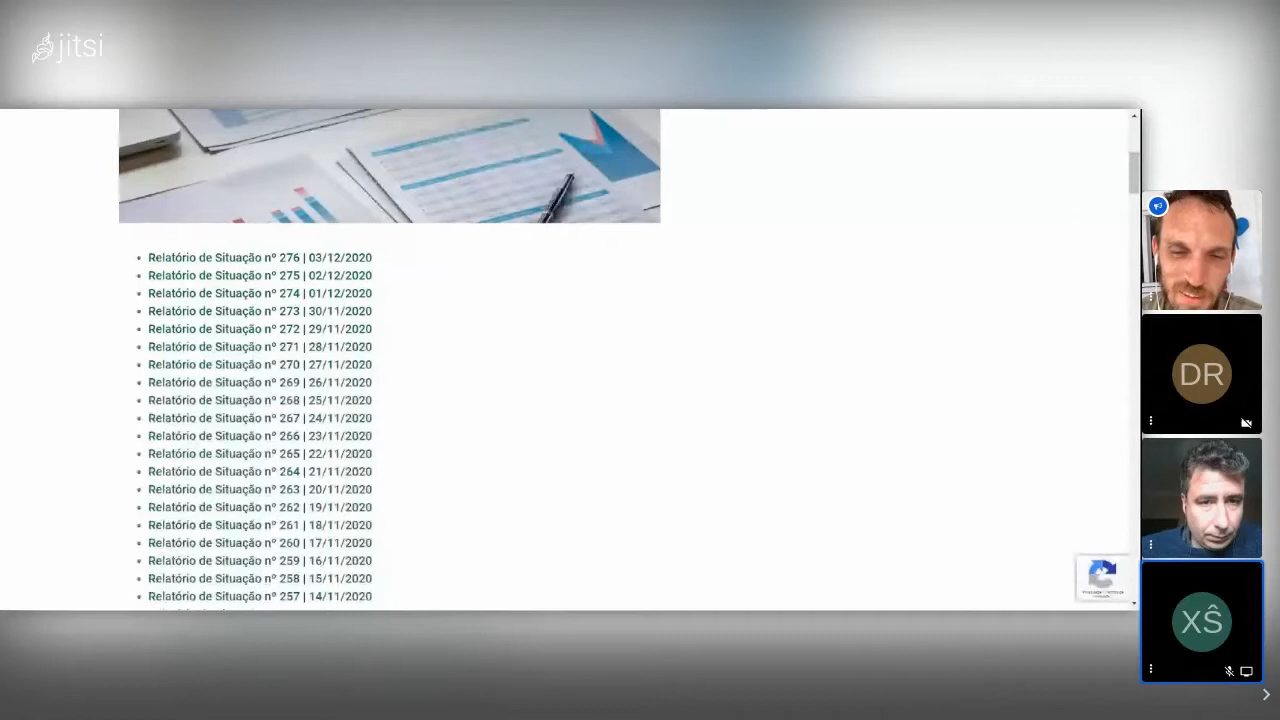 jitsi
Relatório de Situação nº 276 | 03/12/2020
Relatório de Situação nº 275 | 02/12/2020
Relatório de Situação nº 274 | 01/12/2020
Relatório de Situação nº 273 | 30/11/2020
Relatório de Situação nº 272 | 29/11/2020
Relatório de Situação nº 271 | 28/11/2020
Relatório de Situação nº 270 | 27/11/2020
Relatório de Situação nº 269 | 26/11/2020
Relatório de Situação nº 268 | 25/11/2020
Relatório de Situação nº 267 | 24/11/2020
Relatório de Situação nº 266 | 23/11/2020
Relatório de Situação nº 265 | 22/11/2020
Relatório de Situação nº 264 | 21/11/2020
Relatório de Situação nº 263 | 20/11/2020
Relatório de Situação nº 262 | 19/11/2020
Relatório de Situação nº 261 | 18/11/2020
Relatório de Situação nº 260 | 17/11/2020
Relatório de Situação nº 259 | 16/11/2020
Relatório de Situação nº 258 | 15/11/2020
Relatório de Situação nº 257 | 14/11/2020
DR
XŜ